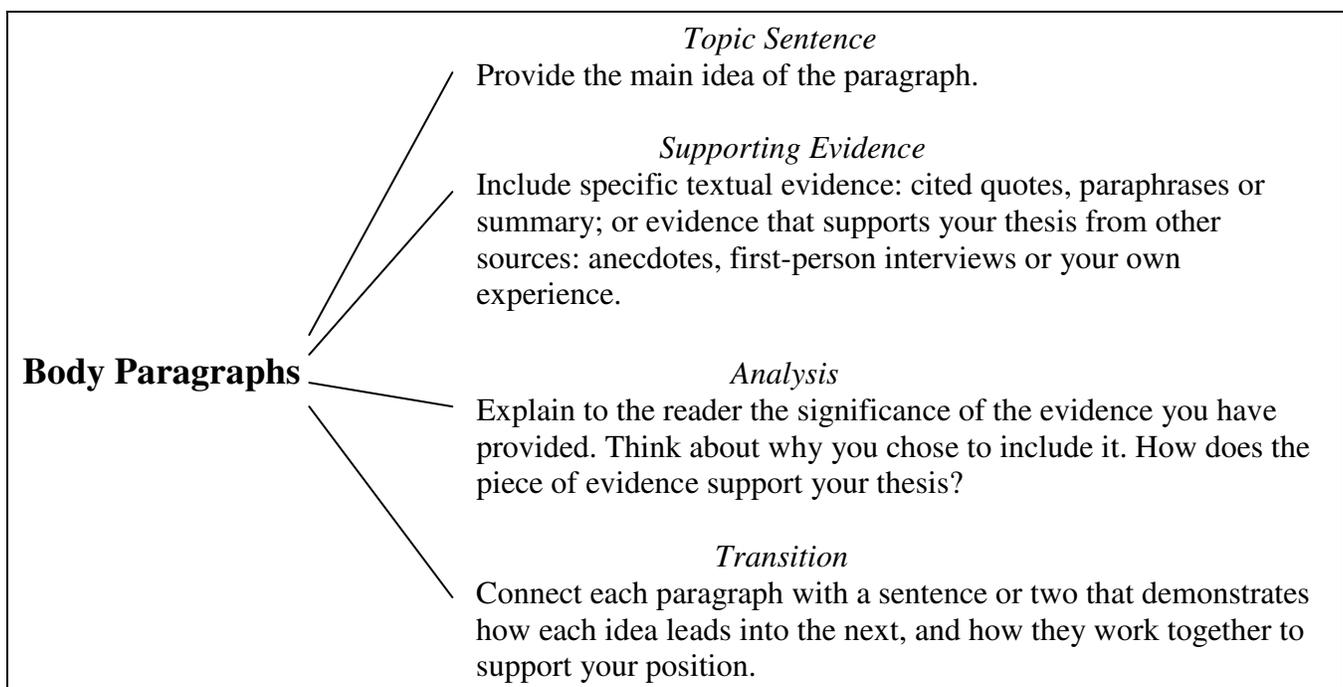 Topic Sentence
Provide the main idea of the paragraph.
Supporting Evidence
Include specific textual evidence: cited quotes, paraphrases or
summary; or evidence that supports your thesis from other
sources: anecdotes, first-person interviews or your own
experience.
Body Paragraphs
Analysis
Explain to the reader the significance of the evidence you have
provided. Think about why you chose to include it. How does the
piece of evidence support your thesis?
Transition
Connect each paragraph with a sentence or two that demonstrates
how each idea leads into the next, and how they work together to
support your position.